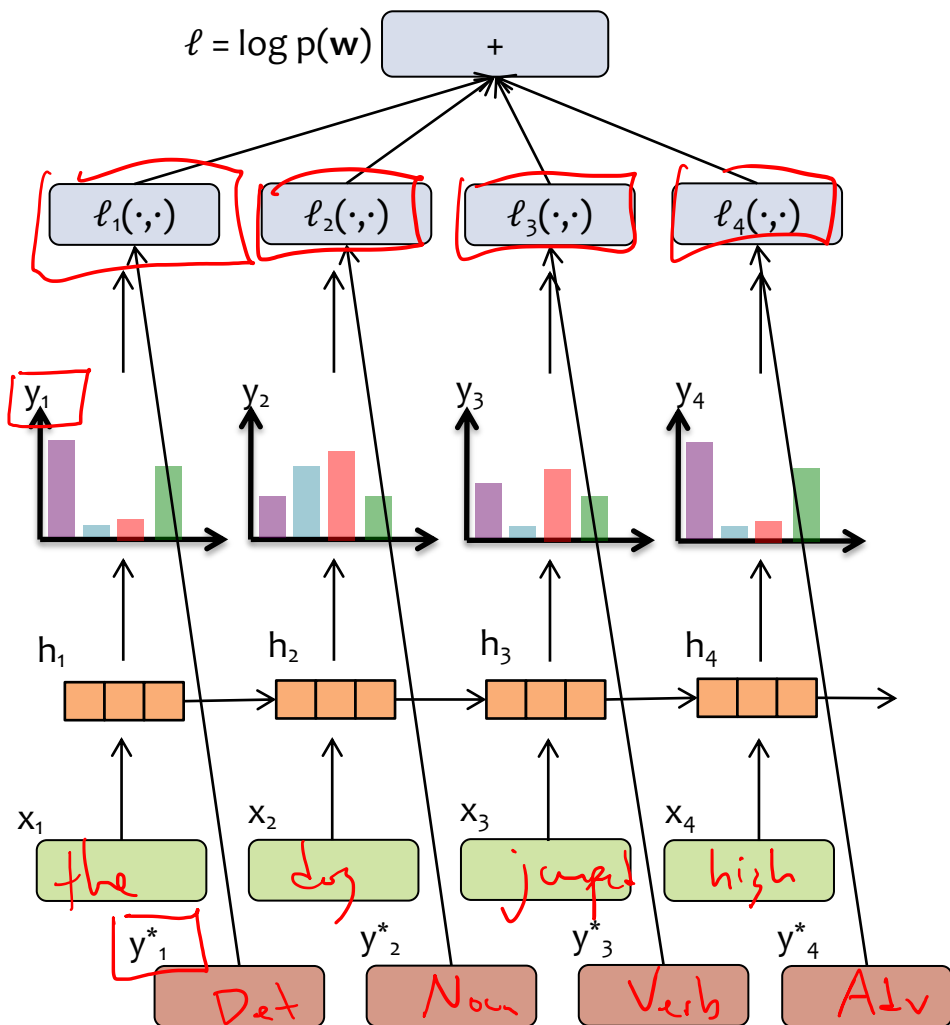 ℓ = log p(w) +
ℓ₁(·,·) ℓ₂(·,·) ℓ₃(·,·) ℓ₄(·,·)
y₁ y₂ y₃ y₄
h₁ h₂ h₃ h₄
x₁ x₂ x₃ x₄
the dog jumped high
y*₁ y*₂ y*₃ y*₄
Det Noun Verb Adv